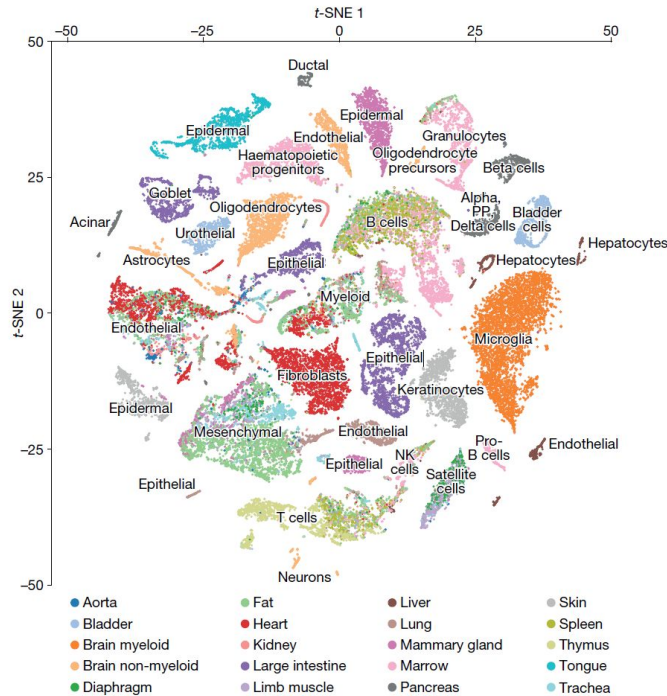 t-SNE 1
−50 −25 0 25 50
50
Ductal
Epidermal
Epidermal
Endothelial
Granulocytes
Haematopoietic
progenitors
Oligodendrocyte
precursors
Beta cells
25
Goblet
Oligodendrocytes
Alpha,
PP,
Delta cells
Bladder
cells
B cells
Acinar
Urothelial
Hepatocytes
Astrocytes
Epithelial
Hepatocytes
Myeloid
t-SNE 2
0
Endothelial
Microglia
Epithelial
Fibroblasts
Keratinocytes
Epidermal
Mesenchymal
Endothelial
−25
Pro-
B cells
Endothelial
NK
cells
Epithelial
Satellite
cells
Epithelial
T cells
Neurons
−50
Aorta Fat Liver Skin
Bladder Heart Lung Spleen
Brain myeloid Kidney Mammary gland Thymus
Brain non-myeloid Large intestine Marrow Tongue
Diaphragm Limb muscle Pancreas Trachea